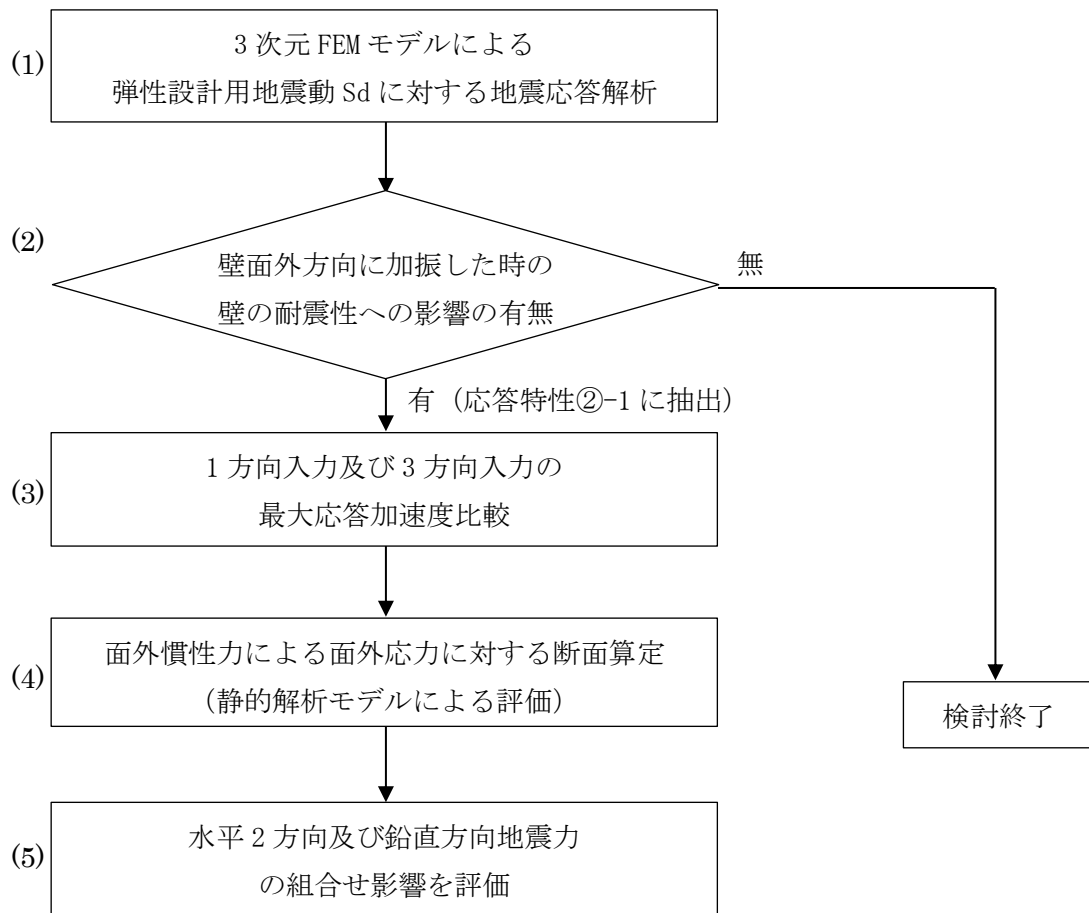 (1)
3 次元 FEM モデルによる
弾性設計用地震動 Sd に対する地震応答解析
(2)
壁面外方向に加振した時の
壁の耐震性への影響の有無
無
有（応答特性②-1 に抽出）
(3)
1 方向入力及び 3 方向入力の
最大応答加速度比較
(4)
面外慣性力による面外応力に対する断面算定
（静的解析モデルによる評価）
検討終了
(5)
水平 2 方向及び鉛直方向地震力
の組合せ影響を評価